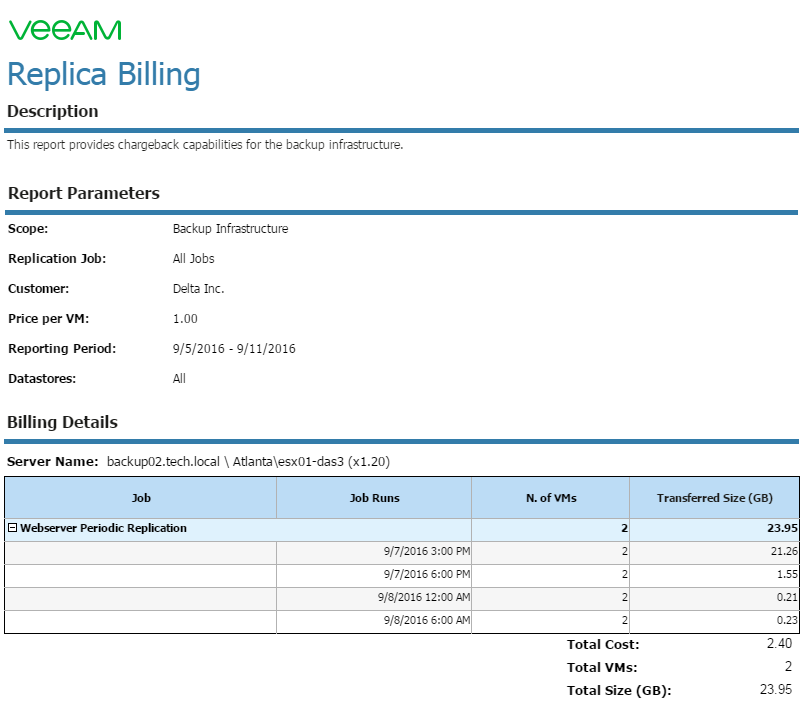 veeAM
Replica Billing
Description
This report provides chargeback capabilities for the backup infrastructure.
Report Parameters
Scope: Backup Infrastructure
Replication Job: All Jobs
Customer: Delta Inc.
Price per VM: 1.00
Reporting Period: 9/5/2016 - 9/11/2016
Datastores: All
Billing Details
Server Name: backup02.tech.local \ Atlanta\esx01-das3 (x1.20)
Job Job Runs N. of VMs Transferred Size (GB)
Webserver Periodic Replication 2 23.95
9/7/2016 3:00 PM 2 21.26
9/7/2016 6:00 PM 2 1.55
9/8/2016 12:00 AM 2 0.21
9/8/2016 6:00 AM 2 0.23
Total Cost: 2.40
Total VMs: 2
Total Size (GB): 23.95